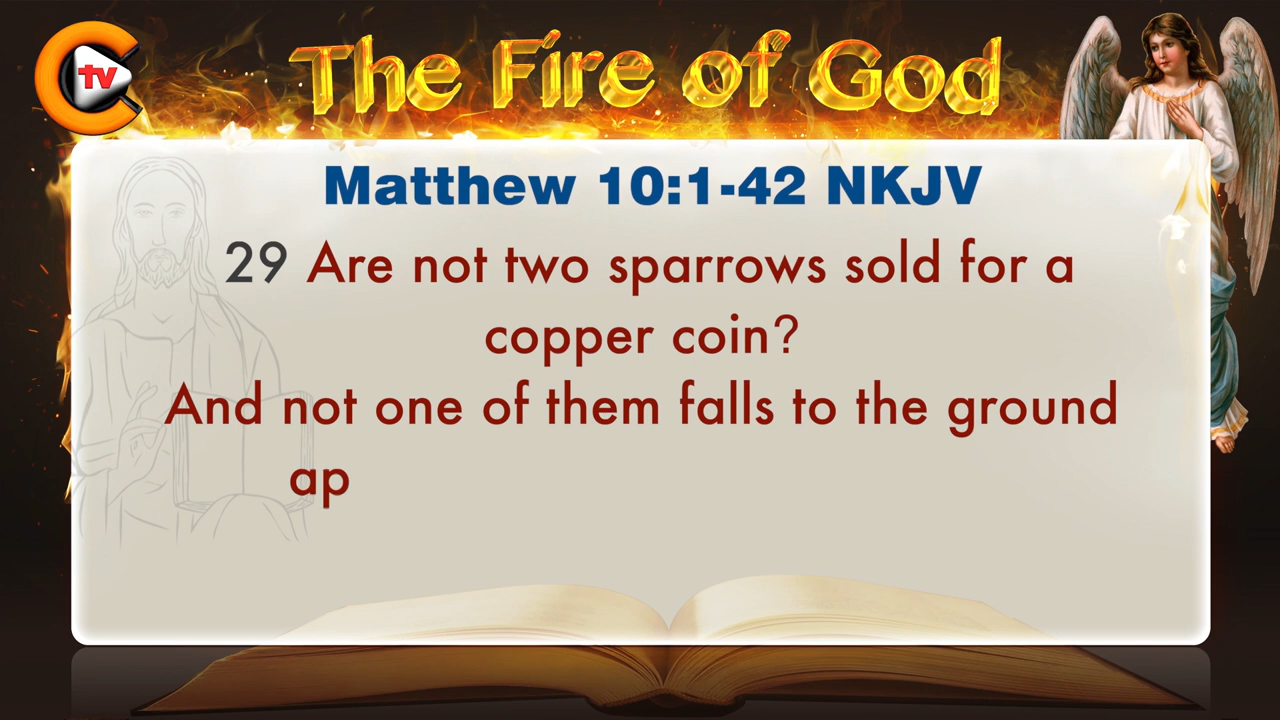 C tv
The Fire of God
Matthew 10:1-42 NKJV
29 Are not two sparrows sold for a
copper coin?
And not one of them falls to the ground
ap